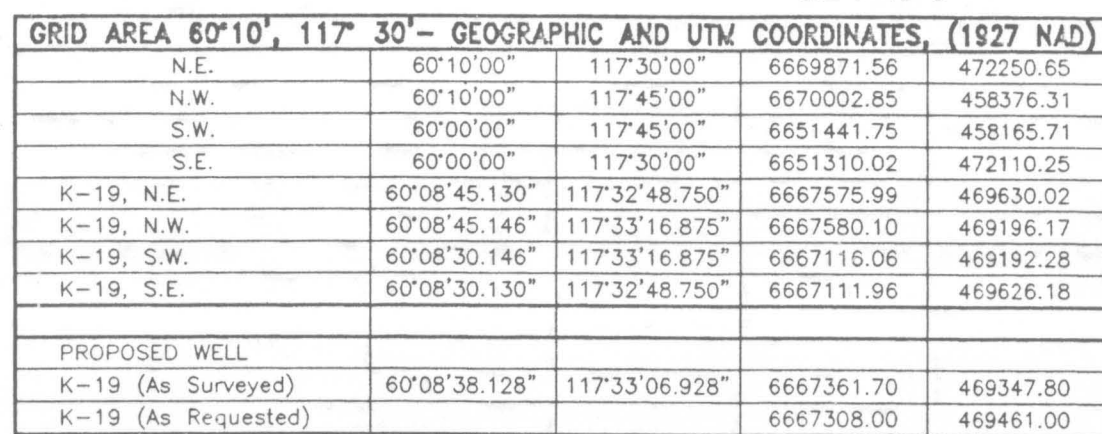 GRID AREA 60°10', 117° 30'– GEOGRAPHIC AND UTM COORDINATES, (1927 NAD)
N.E. 60°10'00" 117°30'00" 6669871.56 472250.65
N.W. 60°10'00" 117°45'00" 6670002.85 458376.31
S.W. 60°00'00" 117°45'00" 6651441.75 458165.71
S.E. 60°00'00" 117°30'00" 6651310.02 472110.25
K–19, N.E. 60°08'45.130" 117°32'48.750" 6667575.99 469630.02
K–19, N.W. 60°08'45.146" 117°33'16.875" 6667580.10 469196.17
K–19, S.W. 60°08'30.146" 117°33'16.875" 6667116.06 469192.28
K–19, S.E. 60°08'30.130" 117°32'48.750" 6667111.96 469626.18
PROPOSED WELL
K–19 (As Surveyed) 60°08'38.128" 117°33'06.928" 6667361.70 469347.80
K–19 (As Requested) 6667308.00 469461.00